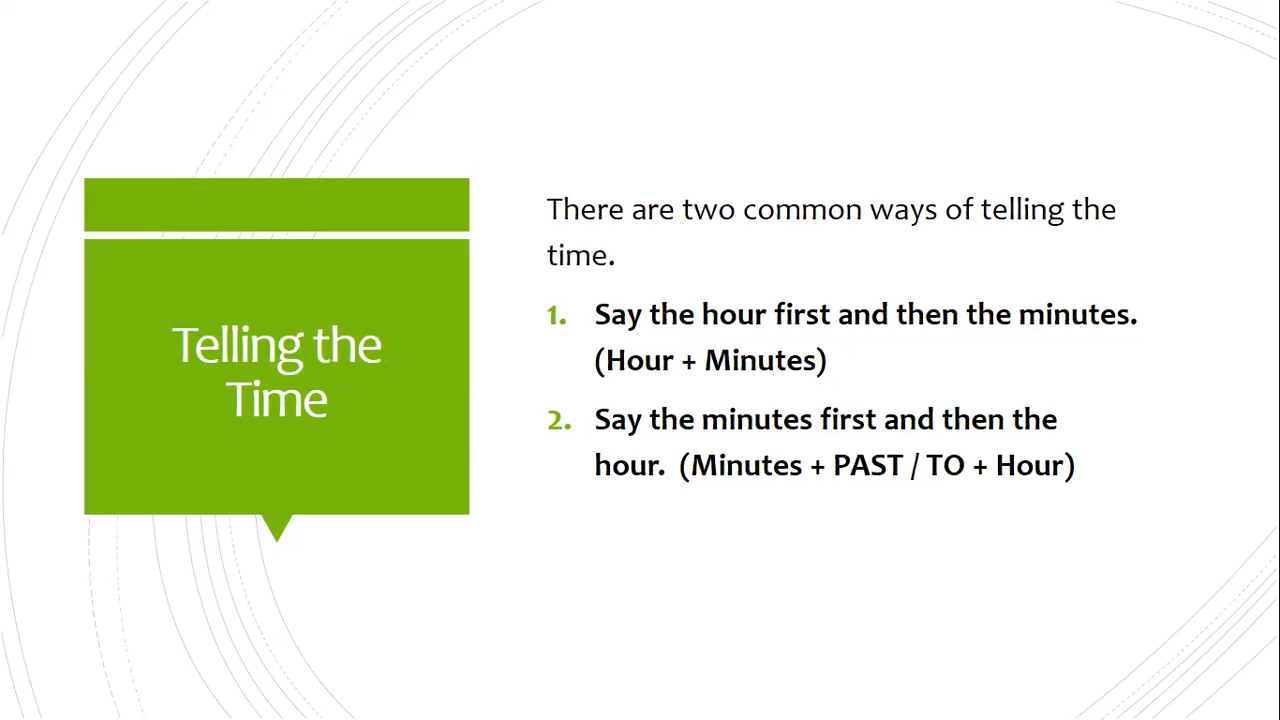 Telling the
Time
There are two common ways of telling the
time.
1. Say the hour first and then the minutes.
(Hour + Minutes)
2. Say the minutes first and then the
hour. (Minutes + PAST / TO + Hour)